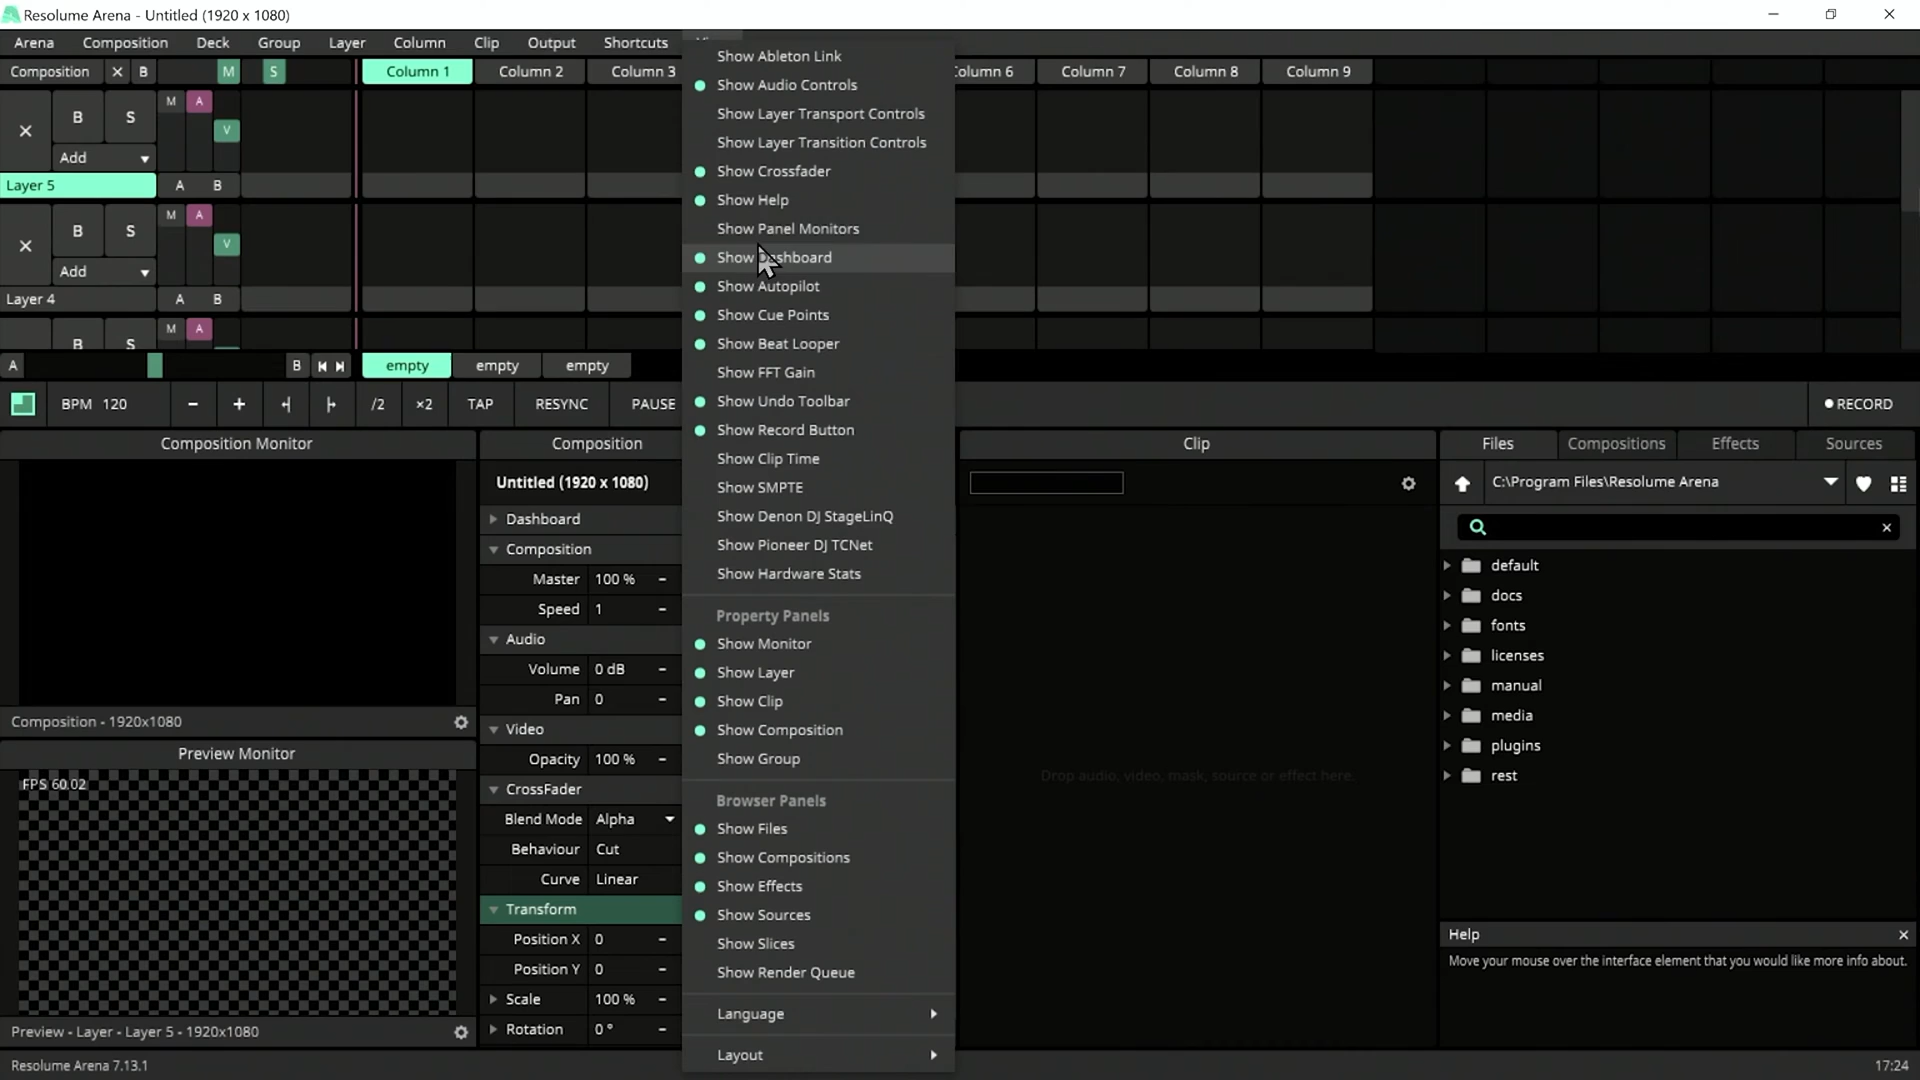 Resolume Arena - Untitled (1920 x 1080)
Arena Composition Deck Group Layer Column Clip Output Shortcuts
Composition × B M S Column 1 Column 2 Column 3 Column 6 Column 7 Column 8 Column 9
B S M A V
Add
Layer 5 A B
B S M A V
Add
Layer 4 A B
B S M A
A B empty empty empty
BPM 120 - + /2 ×2 TAP RESYNC PAUSE RECORD
Show Ableton Link
Show Audio Controls
Show Layer Transport Controls
Show Layer Transition Controls
Show Crossfader
Show Help
Show Panel Monitors
Show Dashboard
Show Autopilot
Show Cue Points
Show Beat Looper
Show FFT Gain
Show Undo Toolbar
Show Record Button
Show Clip Time
Show SMPTE
Show Denon DJ StageLinQ
Show Pioneer DJ TCNet
Show Hardware Stats
Property Panels
Show Monitor
Show Layer
Show Clip
Show Composition
Show Group
Browser Panels
Show Files
Show Compositions
Show Effects
Show Sources
Show Slices
Show Render Queue
Language
Layout
Composition Monitor
Composition - 1920x1080
Preview Monitor
FPS 60.02
Preview - Layer - Layer 5 - 1920x1080
Composition
Untitled (1920 x 1080)
Dashboard
Composition
Master 100 % -
Speed 1 -
Audio
Volume 0 dB -
Pan 0 -
Video
Opacity 100 % -
CrossFader
Blend Mode Alpha
Behaviour Cut
Curve Linear
Transform
Position X 0 -
Position Y 0 -
Scale 100 % -
Rotation 0 ° -
Clip
Drop audio, video, mask, source or effect here.
Files Compositions Effects Sources
C:\Program Files\Resolume Arena
default
docs
fonts
licenses
manual
media
plugins
rest
Help
Move your mouse over the interface element that you would like more info about.
Resolume Arena 7.13.1
17:24